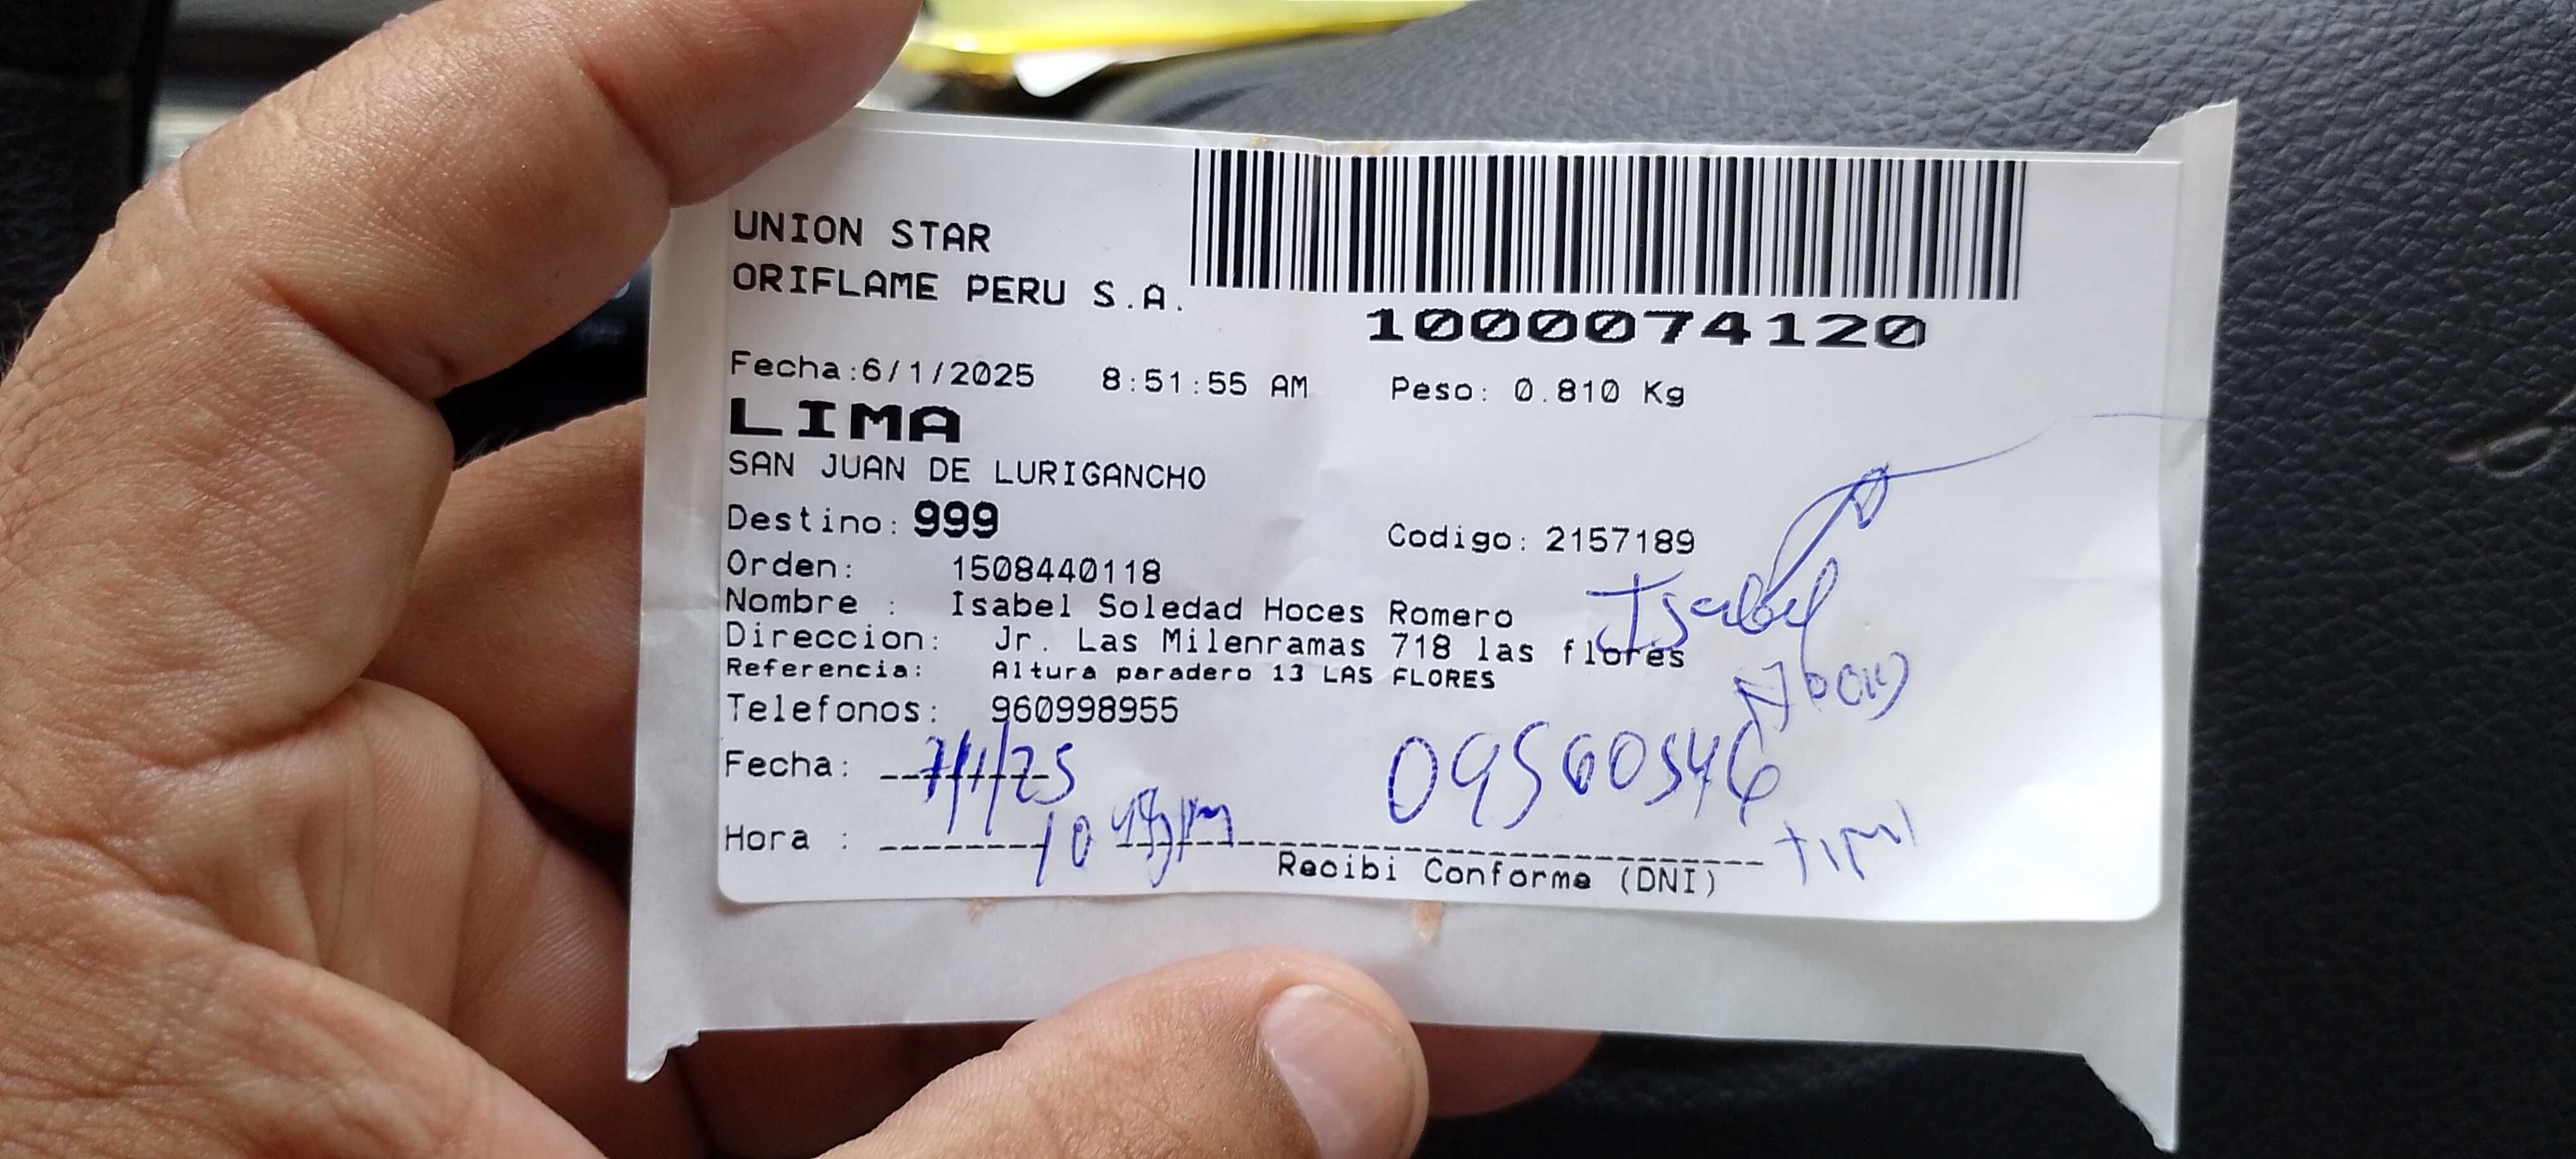 UNION STAR
ORIFLAME PERU S.A.
1000074120
Fecha:6/1/2025 8:51:55 AM Peso: 0.810 Kg
LIMA
SAN JUAN DE LURIGANCHO
Destino: 999 Codigo: 2157189
Orden: 1508440118
Nombre : Isabel Soledad Hoces Romero
Isabel
Direccion: Jr. Las Milenramas 718 las flores
Referencia: Altura paradero 13 LAS FLORES
Telefonos: 960998955
Fecha: 7/1/25
09560546
Hora : 10
Recibi Conforme (DNI)